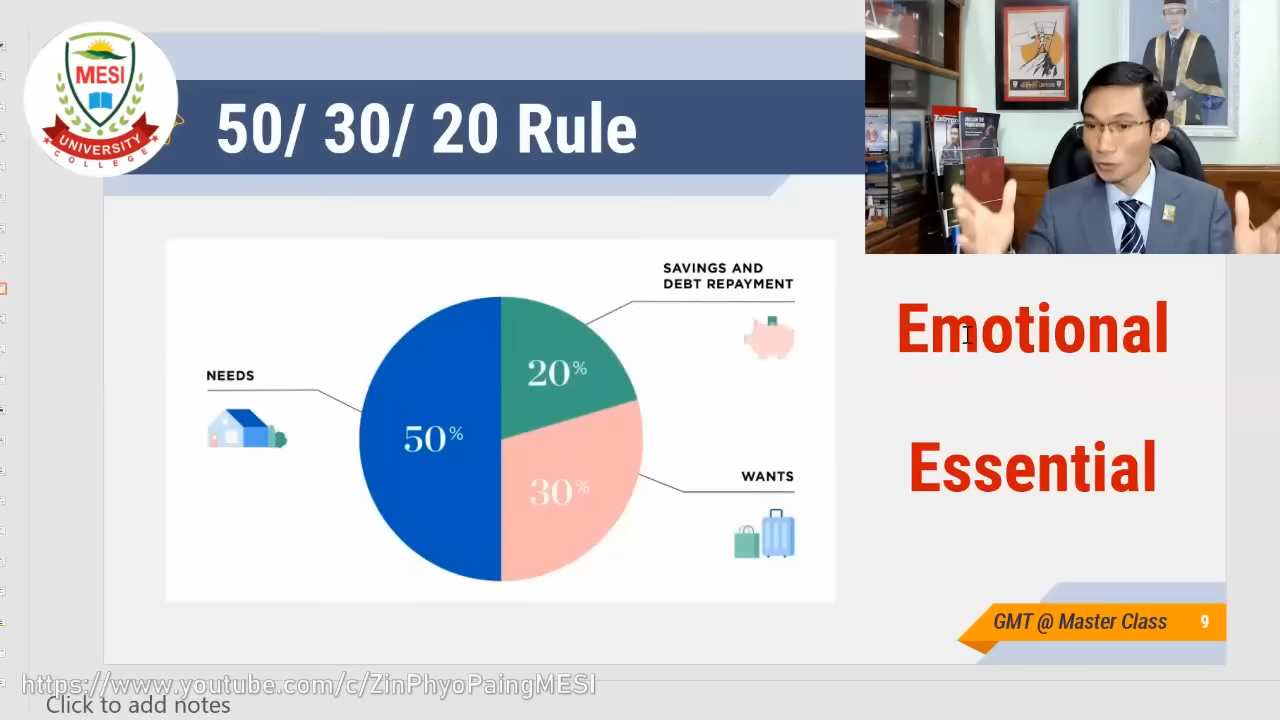 MESI
UNIVERSITY
COLLEGE
50/ 30/ 20 Rule
SAVINGS AND
DEBT REPAYMENT
NEEDS
20%
50%
30%
WANTS
Emotional
Essential
GMT @ Master Class 9
https://www.youtube.com/c/ZinPhyoPaingMESI
Click to add notes